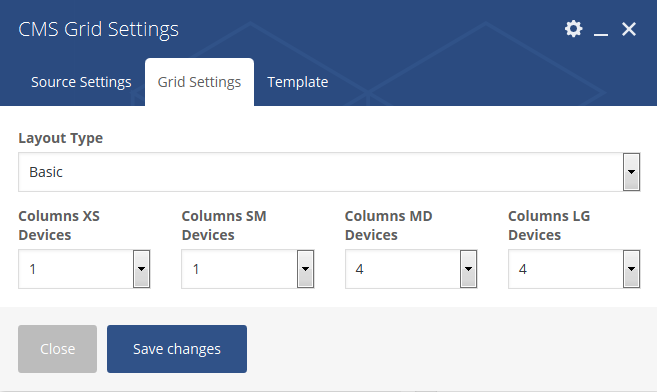 CMS Grid Settings
Source Settings Grid Settings Template
Layout Type
Basic
Columns XS Devices
Columns SM Devices
Columns MD Devices
Columns LG Devices
1 1 4 4
Close Save changes